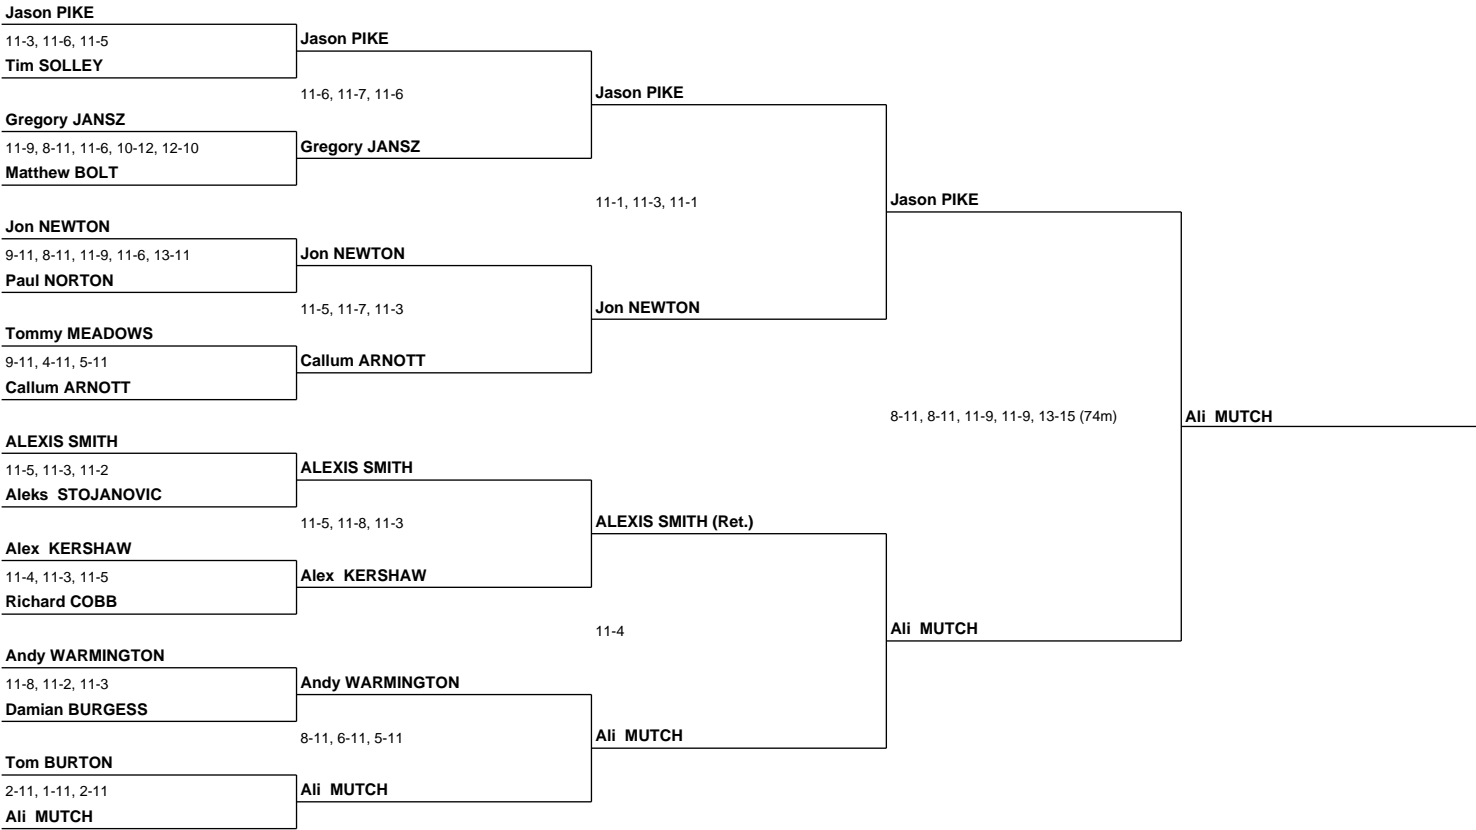 Jason PIKE
11-3, 11-6, 11-5
Tim SOLLEY
Gregory JANSZ
11-9, 8-11, 11-6, 10-12, 12-10
Matthew BOLT
Jon NEWTON
9-11, 8-11, 11-9, 11-6, 13-11
Paul NORTON
Tommy MEADOWS
9-11, 4-11, 5-11
Callum ARNOTT
ALEXIS SMITH
11-5, 11-3, 11-2
Aleks STOJANOVIC
Alex KERSHAW
11-4, 11-3, 11-5
Richard COBB
Andy WARMINGTON
11-8, 11-2, 11-3
Damian BURGESS
Tom BURTON
2-11, 1-11, 2-11
Ali MUTCH
Jason PIKE
11-6, 11-7, 11-6
Gregory JANSZ
Jon NEWTON
11-5, 11-7, 11-3
Callum ARNOTT
ALEXIS SMITH
11-5, 11-8, 11-3
Alex KERSHAW
Andy WARMINGTON
8-11, 6-11, 5-11
Ali MUTCH
Jason PIKE
11-1, 11-3, 11-1
Jon NEWTON
ALEXIS SMITH (Ret.)
11-4
Ali MUTCH
Jason PIKE
8-11, 8-11, 11-9, 11-9, 13-15 (74m)
Ali MUTCH
Ali MUTCH